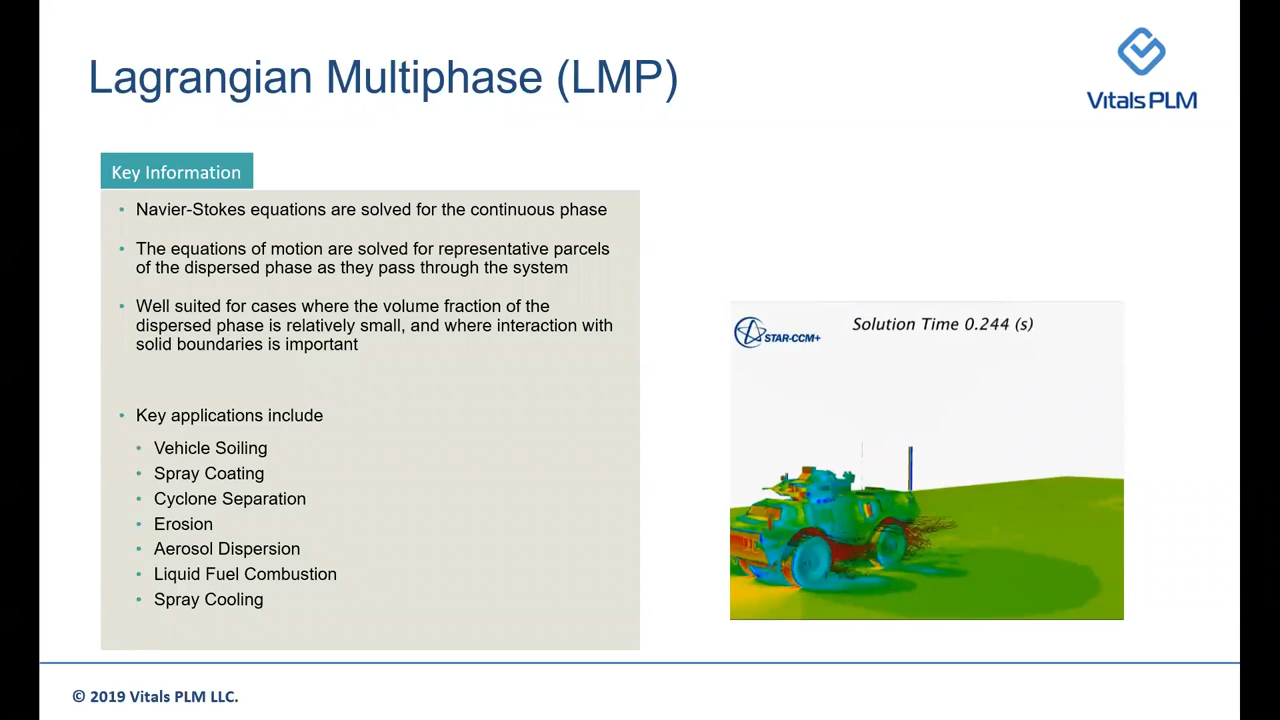 Lagrangian Multiphase (LMP)
Vitals PLM
Key Information
• Navier-Stokes equations are solved for the continuous phase
• The equations of motion are solved for representative parcels
of the dispersed phase as they pass through the system
• Well suited for cases where the volume fraction of the
dispersed phase is relatively small, and where interaction with
solid boundaries is important
• Key applications include
• Vehicle Soiling
• Spray Coating
• Cyclone Separation
• Erosion
• Aerosol Dispersion
• Liquid Fuel Combustion
• Spray Cooling
STAR-CCM+
Solution Time 0.244 (s)
© 2019 Vitals PLM LLC.